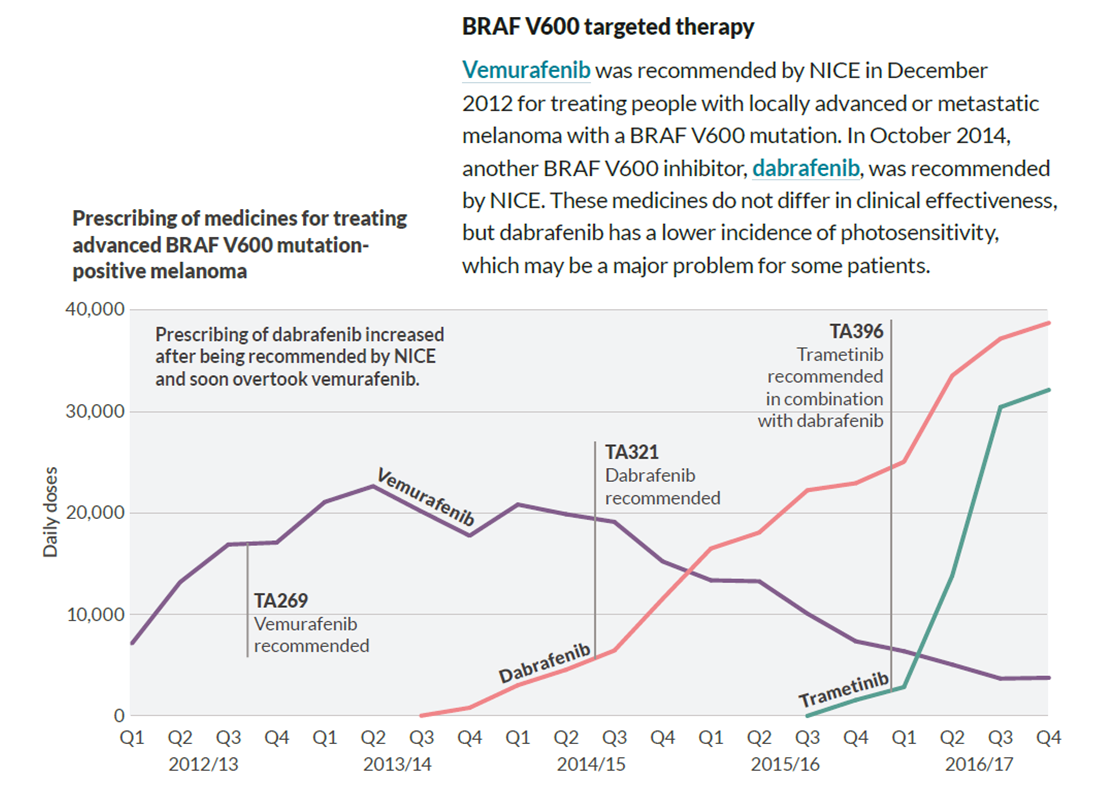 BRAF V600 targeted therapy
Vemurafenib was recommended by NICE in December
2012 for treating people with locally advanced or metastatic
melanoma with a BRAF V600 mutation. In October 2014,
another BRAF V600 inhibitor, dabrafenib, was recommended
by NICE. These medicines do not differ in clinical effectiveness,
but dabrafenib has a lower incidence of photosensitivity,
which may be a major problem for some patients.
Prescribing of medicines for treating
advanced BRAF V600 mutation-
positive melanoma
40,000
30,000
20,000
10,000
0
Daily doses
Prescribing of dabrafenib increased
after being recommended by NICE
and soon overtook vemurafenib.
TA396
Trametinib
recommended
in combination
with dabrafenib
TA321
Dabrafenib
recommended
Vemurafenib
TA269
Vemurafenib
recommended
Dabrafenib
Trametinib
Q1 Q2 Q3 Q4 Q1 Q2 Q3 Q4 Q1 Q2 Q3 Q4 Q1 Q2 Q3 Q4 Q1 Q2 Q3 Q4
2012/13 2013/14 2014/15 2015/16 2016/17